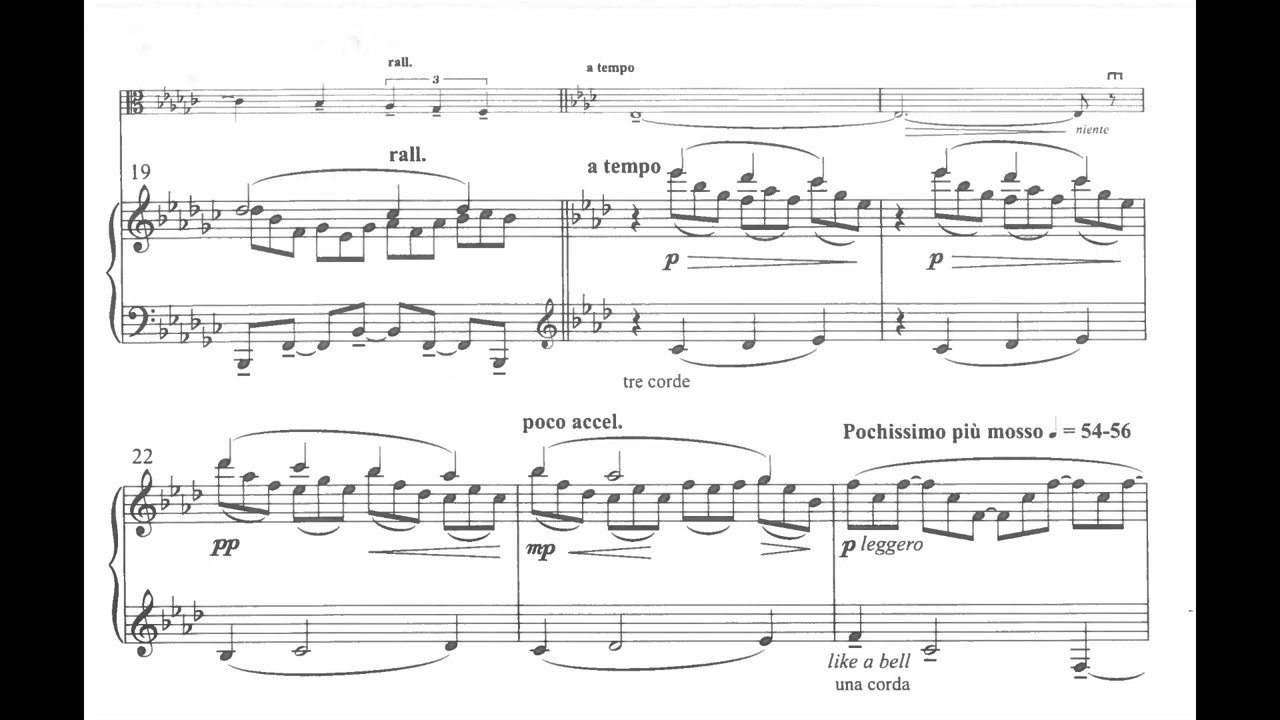 rall.
3
a tempo
niente
19
rall.
a tempo
p
p
tre corde
22
poco accel.
Pochissimo più mosso ♩. = 54-56
pp
mp
p leggero
like a bell
una corda